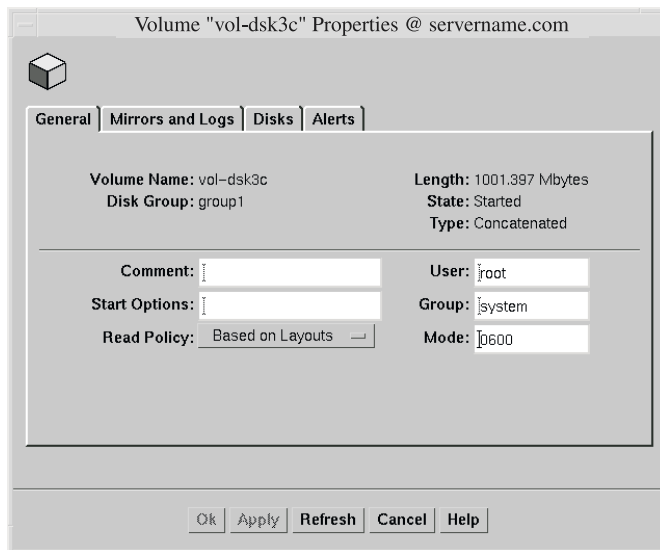 Volume "vol-dsk3c" Properties @ servername.com
General Mirrors and Logs Disks Alerts
Volume Name: vol-dsk3c Length: 1001.397 Mbytes
Disk Group: group1 State: Started
Type: Concatenated
Comment: User: root
Start Options: Group: system
Read Policy: Based on Layouts Mode: 0600
Ok Apply Refresh Cancel Help